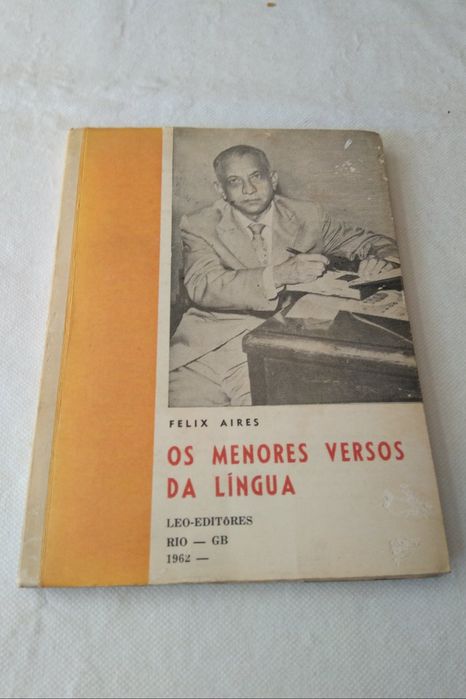 FELIX AIRES
OS MENORES VERSOS
DA LÍNGUA
LEO-EDITÔRES
RIO — GB
1962 —